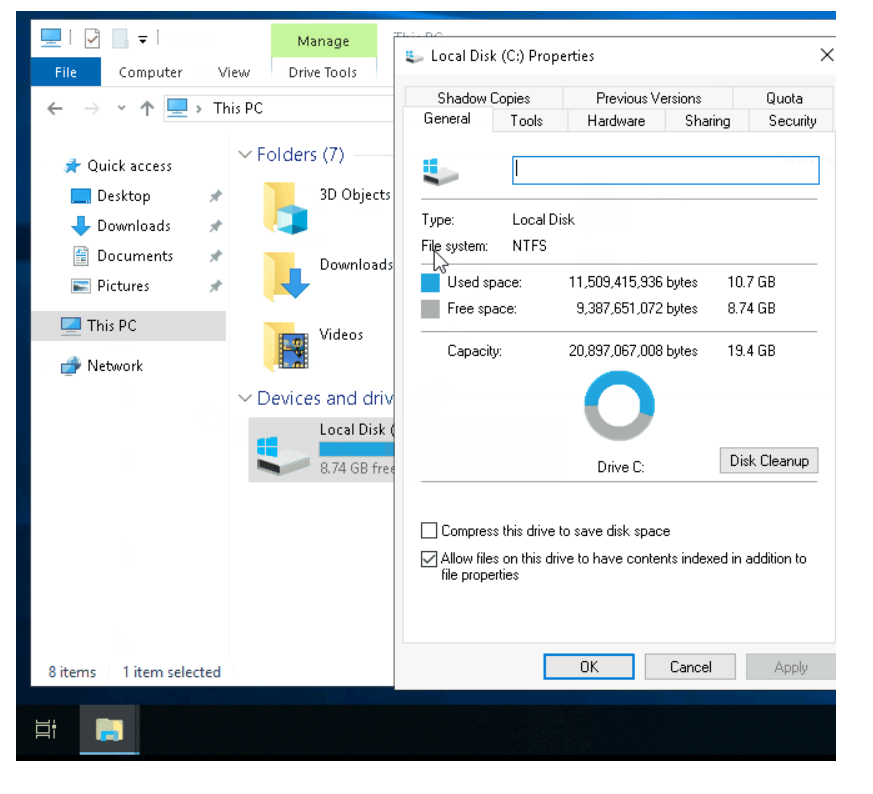 Manage
This PC
File
Computer
View
Drive Tools
This PC
Quick access
Desktop
Downloads
Documents
Pictures
This PC
Network
Folders (7)
3D Objects
Downloads
Videos
Devices and driv
Local Disk (
8.74 GB free
8 items
1 item selected
Local Disk (C:) Properties
Shadow Copies
Previous Versions
Quota
General
Tools
Hardware
Sharing
Security
Type: Local Disk
File system: NTFS
Used space: 11,509,415,936 bytes 10.7 GB
Free space: 9,387,651,072 bytes 8.74 GB
Capacity: 20,897,067,008 bytes 19.4 GB
Drive C:
Disk Cleanup
Compress this drive to save disk space
Allow files on this drive to have contents indexed in addition to
file properties
OK
Cancel
Apply